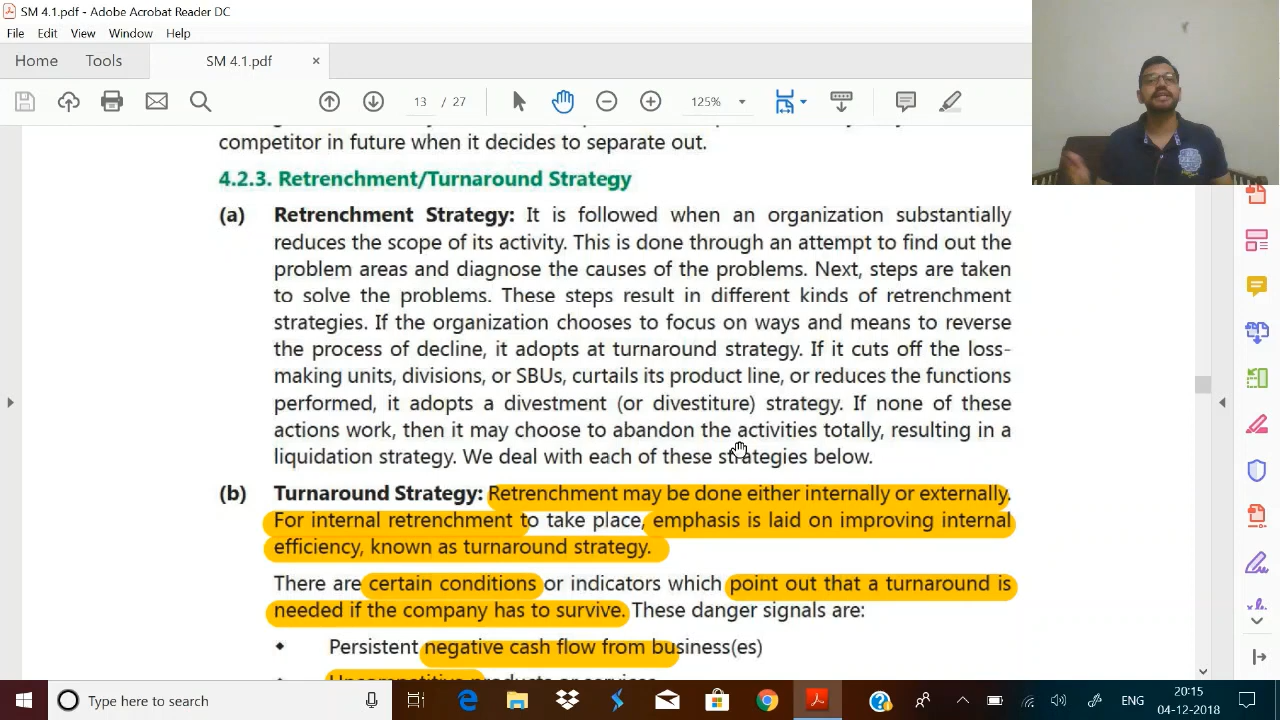 SM 4.1.pdf - Adobe Acrobat Reader DC
File Edit View Window Help
Home Tools SM 4.1.pdf ×
13 / 27 125%
competitor in future when it decides to separate out.
4.2.3. Retrenchment/Turnaround Strategy
(a) Retrenchment Strategy: It is followed when an organization substantially
reduces the scope of its activity. This is done through an attempt to find out the
problem areas and diagnose the causes of the problems. Next, steps are taken
to solve the problems. These steps result in different kinds of retrenchment
strategies. If the organization chooses to focus on ways and means to reverse
the process of decline, it adopts at turnaround strategy. If it cuts off the loss-
making units, divisions, or SBUs, curtails its product line, or reduces the functions
performed, it adopts a divestment (or divestiture) strategy. If none of these
actions work, then it may choose to abandon the activities totally, resulting in a
liquidation strategy. We deal with each of these strategies below.
(b) Turnaround Strategy: Retrenchment may be done either internally or externally.
For internal retrenchment to take place, emphasis is laid on improving internal
efficiency, known as turnaround strategy.
There are certain conditions or indicators which point out that a turnaround is
needed if the company has to survive. These danger signals are:
Persistent negative cash flow from business(es)
Uncompetitive products or services
Type here to search
ENG
20:15
04-12-2018